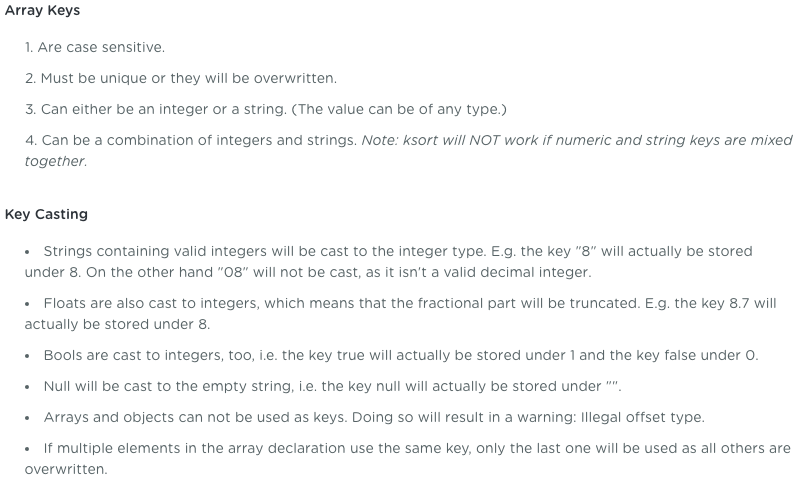 Array Keys
1. Are case sensitive.
2. Must be unique or they will be overwritten.
3. Can either be an integer or a string. (The value can be of any type.)
4. Can be a combination of integers and strings. Note: ksort will NOT work if numeric and string keys are mixed
together.
Key Casting
• Strings containing valid integers will be cast to the integer type. E.g. the key "8" will actually be stored
under 8. On the other hand "08" will not be cast, as it isn't a valid decimal integer.
• Floats are also cast to integers, which means that the fractional part will be truncated. E.g. the key 8.7 will
actually be stored under 8.
• Bools are cast to integers, too, i.e. the key true will actually be stored under 1 and the key false under 0.
• Null will be cast to the empty string, i.e. the key null will actually be stored under "".
• Arrays and objects can not be used as keys. Doing so will result in a warning: Illegal offset type.
• If multiple elements in the array declaration use the same key, only the last one will be used as all others are
overwritten.